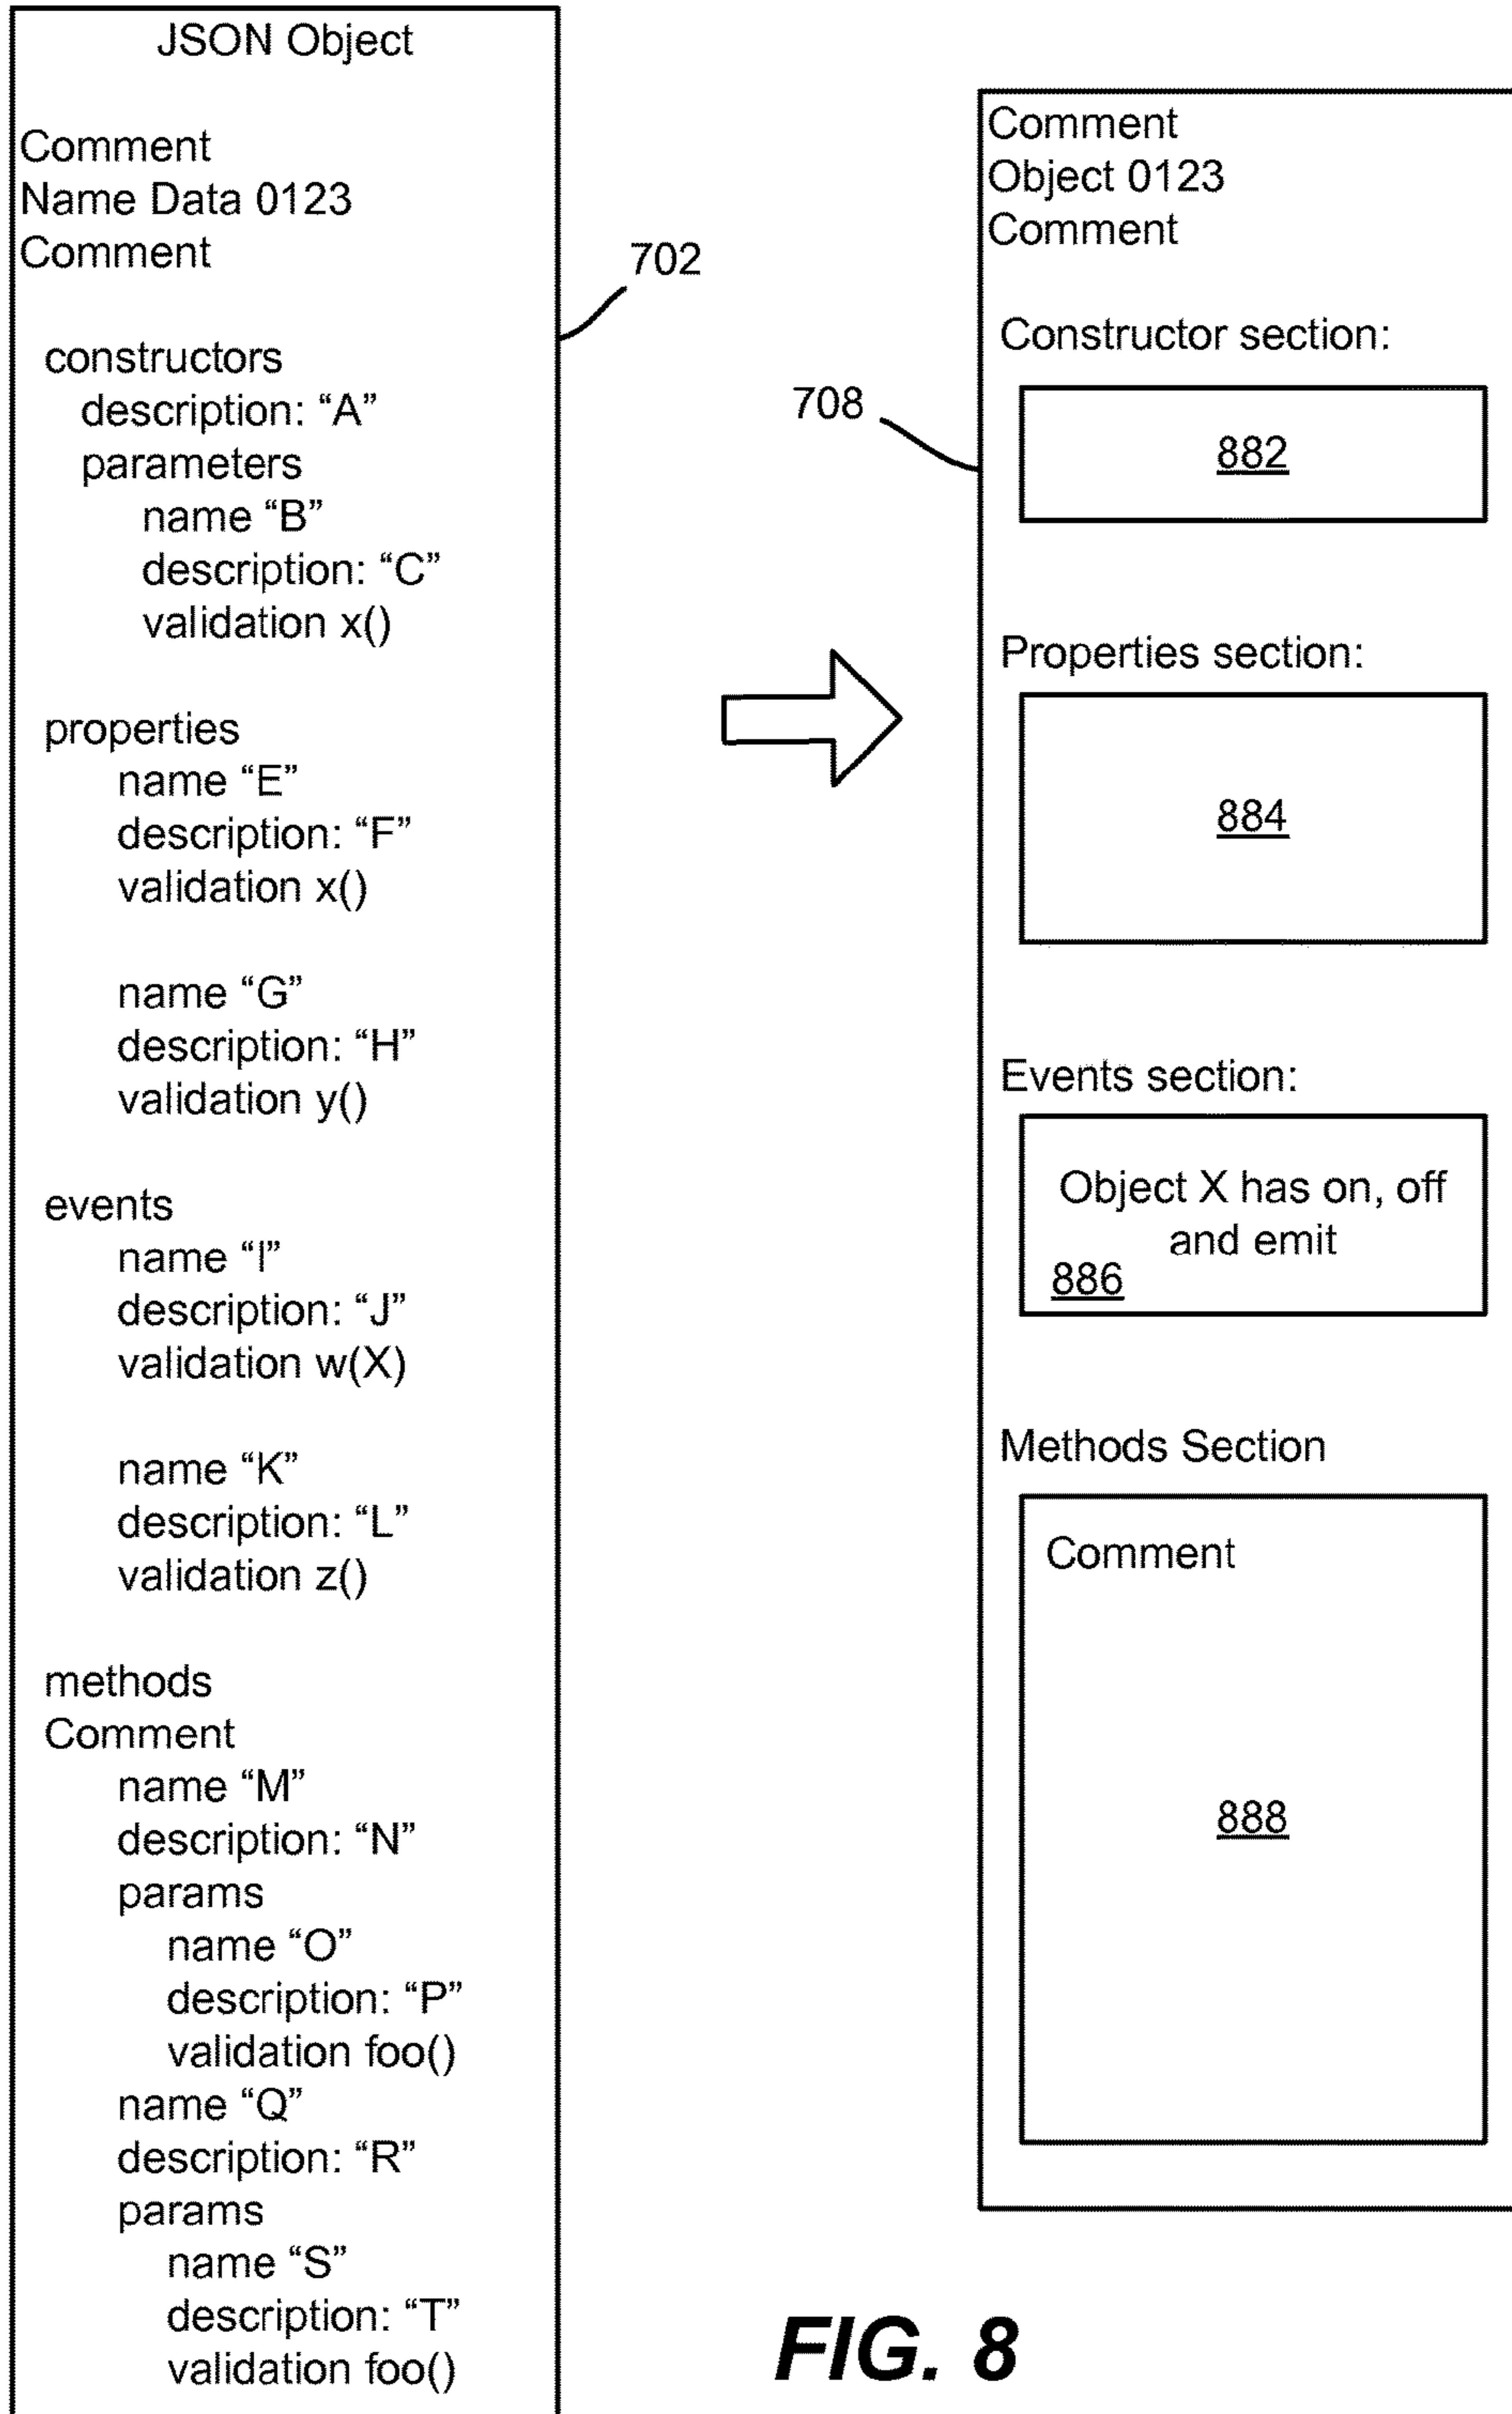 JSON Object
Comment
Name Data 0123
Comment
constructors
description: “A”
parameters
name “B”
description: “C”
validation x()
properties
name “E”
description: “F”
validation x()
name “G”
description: “H”
validation y()
events
name “I”
description: “J”
validation w(X)
name “K”
description: “L”
validation z()
methods
Comment
name “M”
description: “N”
params
name “O”
description: “P”
validation foo()
name “Q”
description: “R”
params
name “S”
description: “T”
validation foo()
702
708
Comment
Object 0123
Comment
Constructor section:
882
Properties section:
884
Events section:
Object X has on, off
and emit
886
Methods Section
Comment
888
FIG. 8